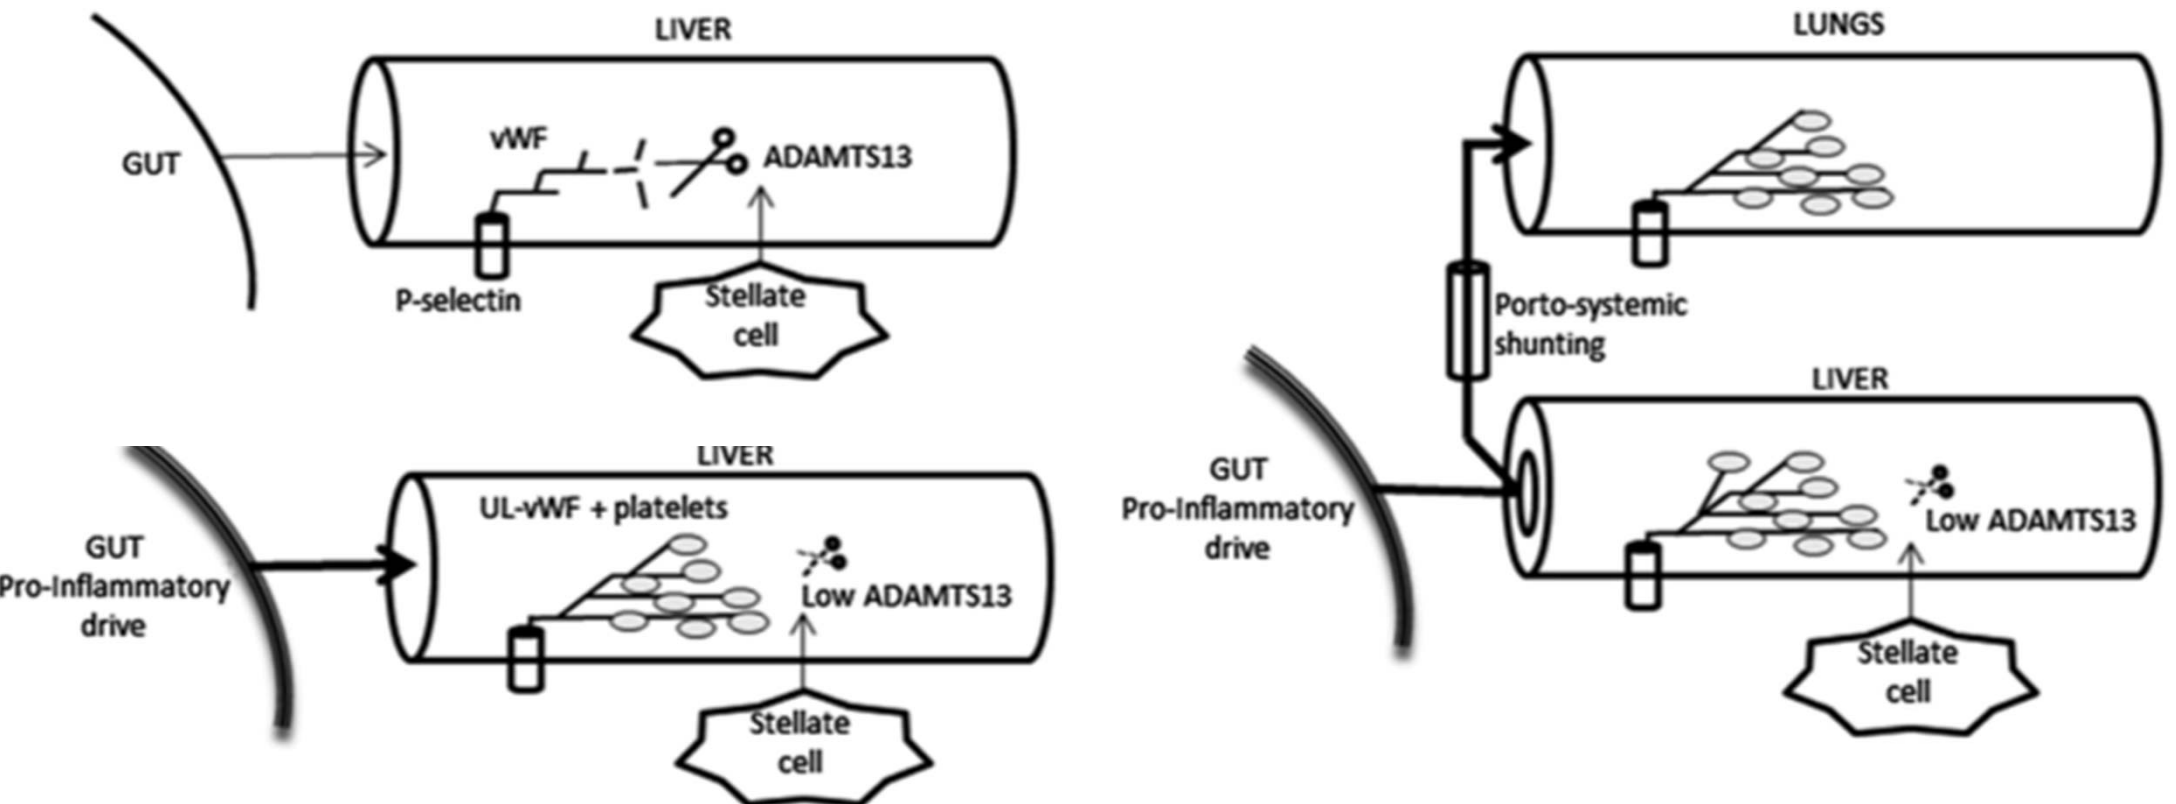 LIVER
GUT
vWF
ADAMTS13
P-selectin
Stellate
cell
LIVER
UL-vWF + platelets
GUT
Pro-Inflammatory
drive
Low ADAMTS13
Stellate
cell
LUNGS
Porto-systemic
shunting
LIVER
GUT
Pro-Inflammatory
drive
Low ADAMTS13
Stellate
cell